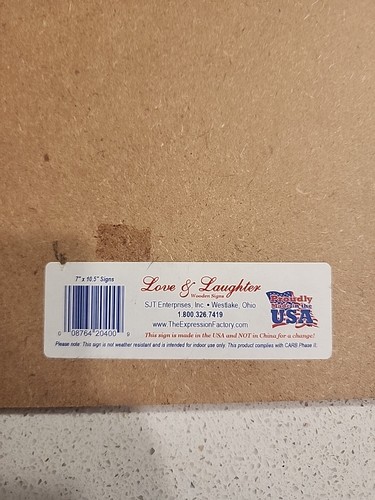 7" x 10.5" Signs
Love & Laughter
Wooden Signs
SJT Enterprises, Inc. • Westlake, Ohio
1.800.326.7419
www.TheExpressionFactory.com
0 08764 20400 9
Proudly
Made in the
USA
This sign is made in the USA and NOT in China for a change!
Please note: This sign is not weather resistant and is intended for indoor use only. This product complies with CARB Phase II.